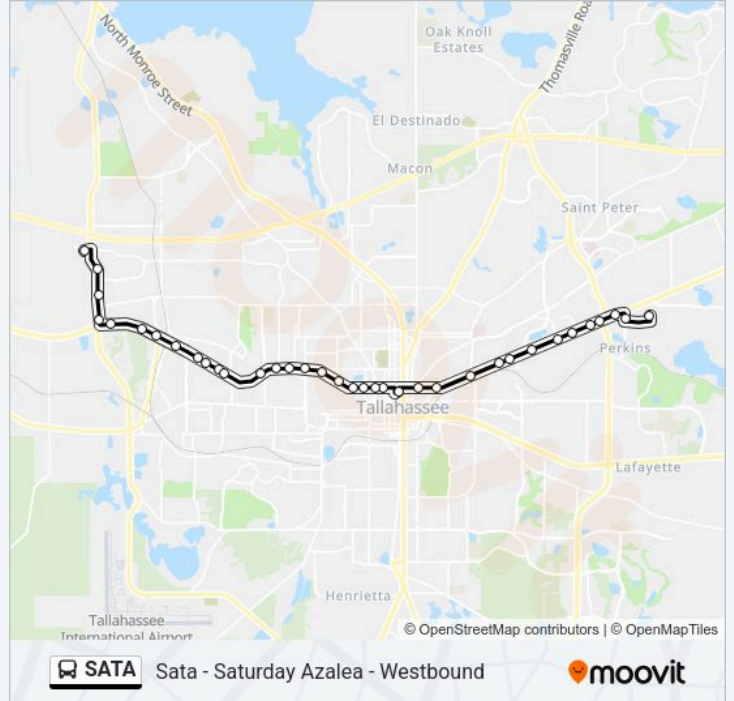 Oak Knoll
Estates
Thomasville Roa
North Monroe Street
El Destinado
Macon
Saint Peter
Perkins
Tallahassee
Lafayette
Henrietta
Tallahassee
International Airport
© OpenStreetMap contributors | © OpenMapTiles
SATA Sata - Saturday Azalea - Westbound moovit